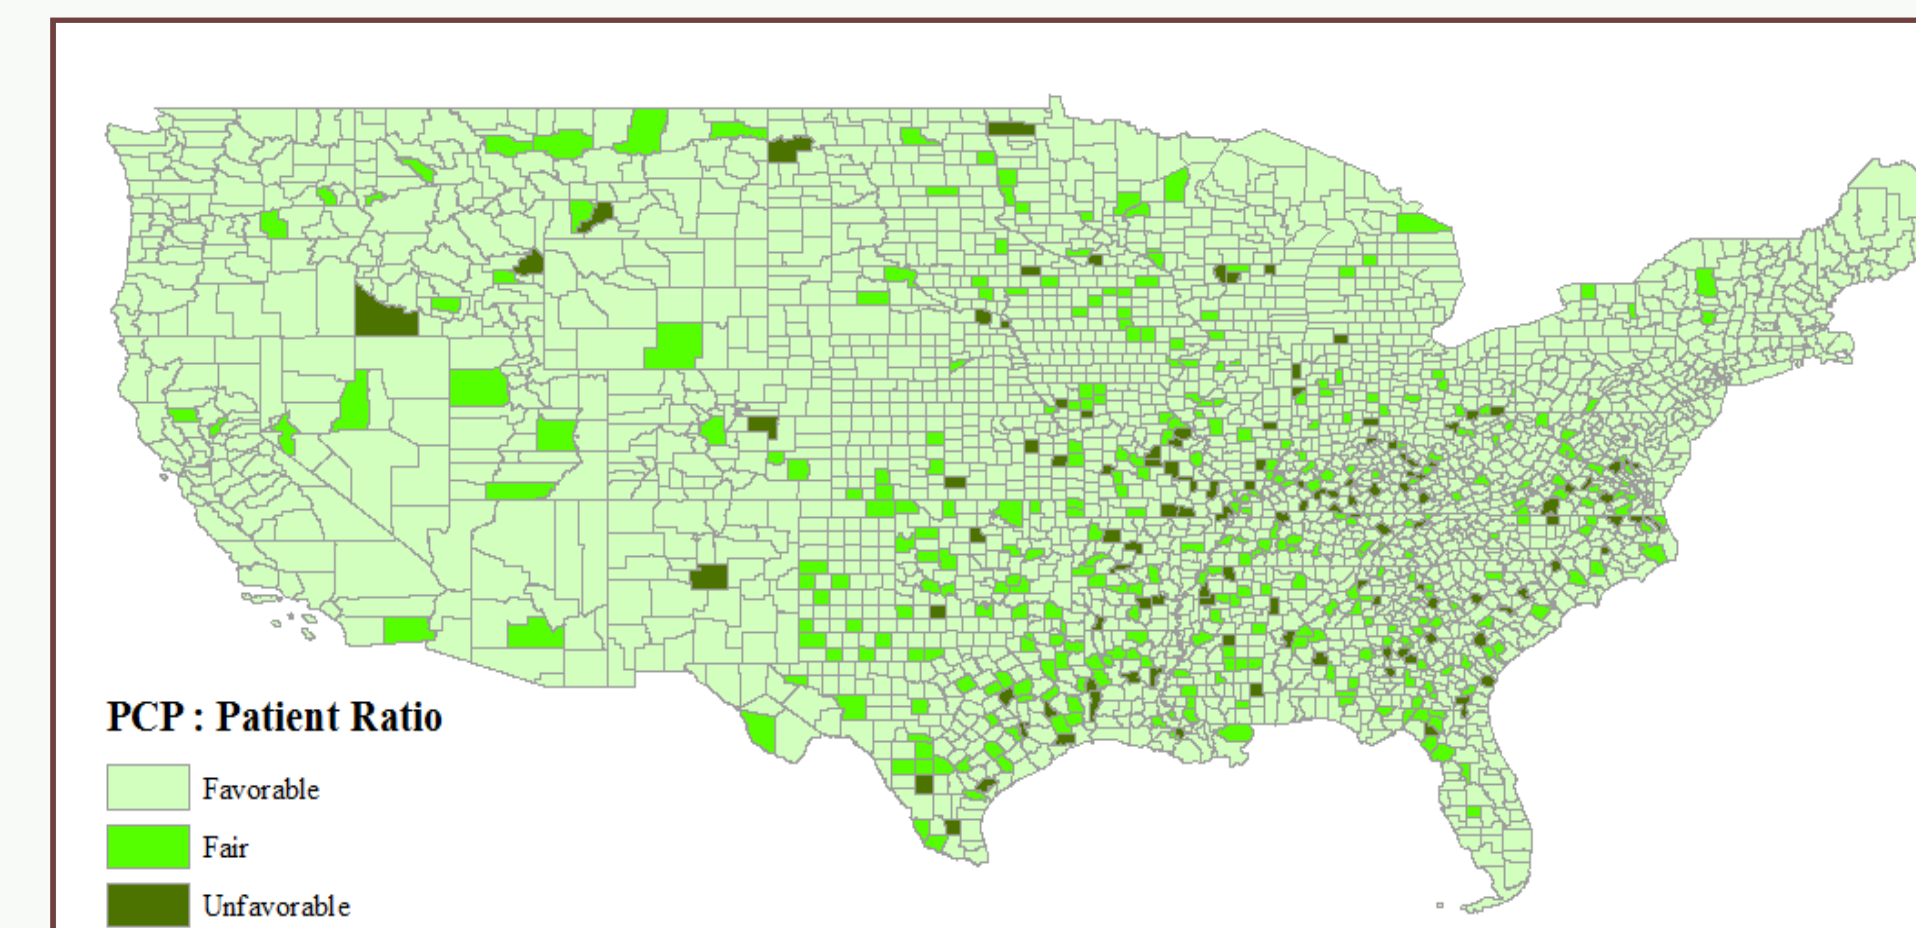 PCP : Patient Ratio
Favorable
Fair
Unfavorable